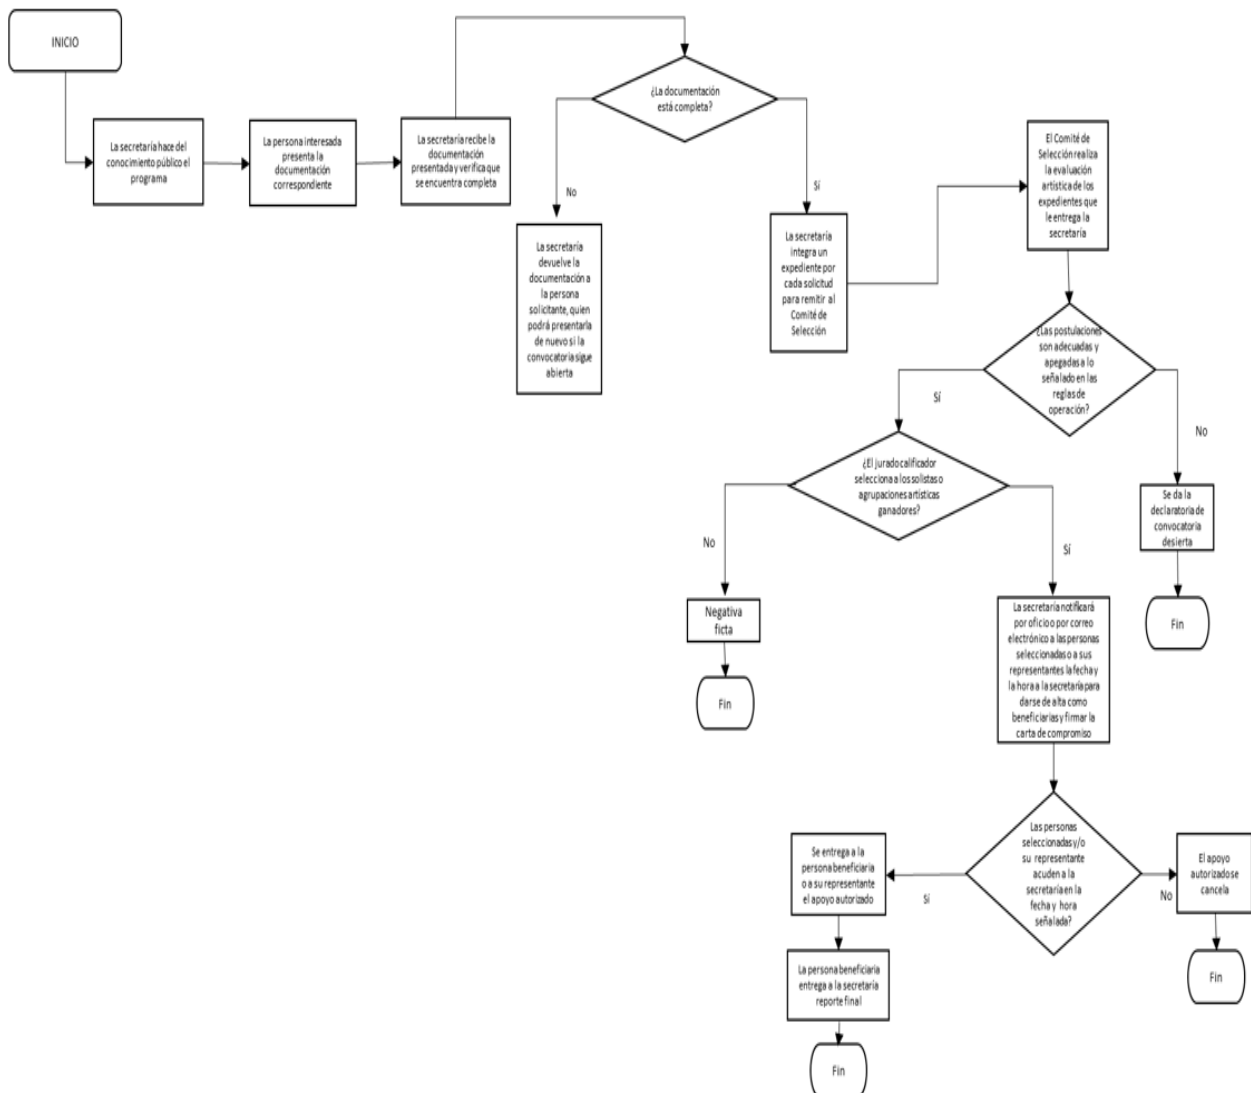 INICIO
La secretaría hace del
conocimiento público el
programa
La persona interesada
presenta la
documentación
correspondiente
La secretaría recibe la
documentación
presentada y verifica que
se encuentra completa
¿La documentación
está completa?
No
Sí
La secretaría
devuelve la
documentación a
la persona
solicitante, quien
podrá presentarla
de nuevo si la
convocatoria sigue
abierta
La secretaría
integra un
expediente por
cada solicitud
para remitir al
Comité de
Selección
El Comité de
Selección realiza
la evaluación
artística de los
expedientes que
le entrega la
secretaría
¿Las postulaciones
son adecuadas y
apegadas a lo
señalado en las
reglas de
operación?
Sí
No
¿El jurado calificador
selecciona a los solistas o
agrupaciones artísticas
ganadores?
Se da la
declaratoria de
convocatoria
desierta
Fin
No
Sí
Negativa
ficta
Fin
La secretaría notificará
por oficio o por correo
electrónico a las personas
seleccionadas o a sus
representantes la fecha y
la hora a la secretaría para
darse de alta como
beneficiarias y firmar la
carta de compromiso
Las personas
seleccionadas y/o
su representante
acuden a la
secretaría en la
fecha y hora
señalada?
Sí
No
Se entrega a la
persona beneficiaria
o a su representante
el apoyo autorizado
El apoyo
autorizado se
cancela
Fin
La persona beneficiaria
entrega a la secretaría
reporte final
Fin